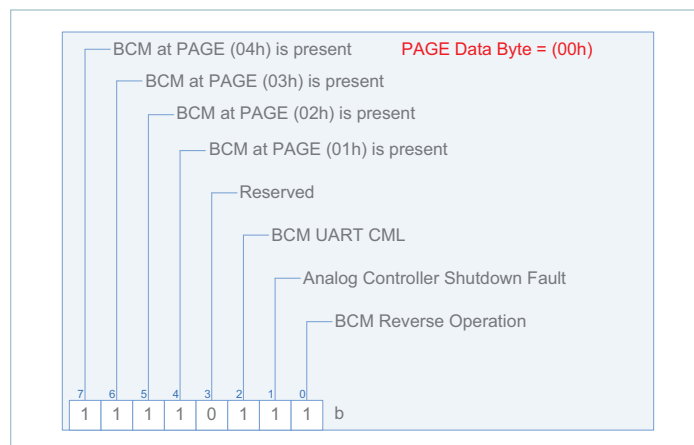 BCM at PAGE (04h) is present PAGE Data Byte = (00h)
BCM at PAGE (03h) is present
BCM at PAGE (02h) is present
BCM at PAGE (01h) is present
Reserved
BCM UART CML
Analog Controller Shutdown Fault
BCM Reverse Operation
7 6 5 4 3 2 1 0
1 1 1 1 0 1 1 1 b